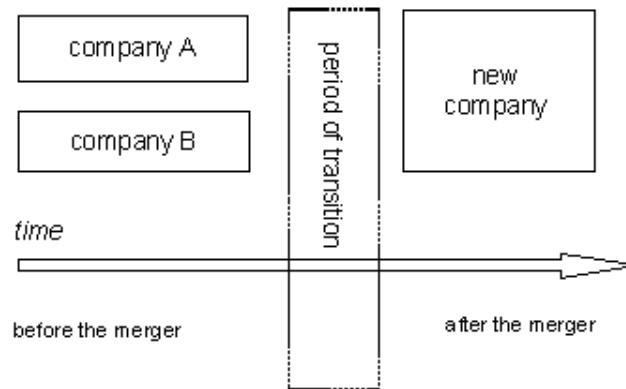 company A
company B
period of transition
new
company
time
before the merger
after the merger